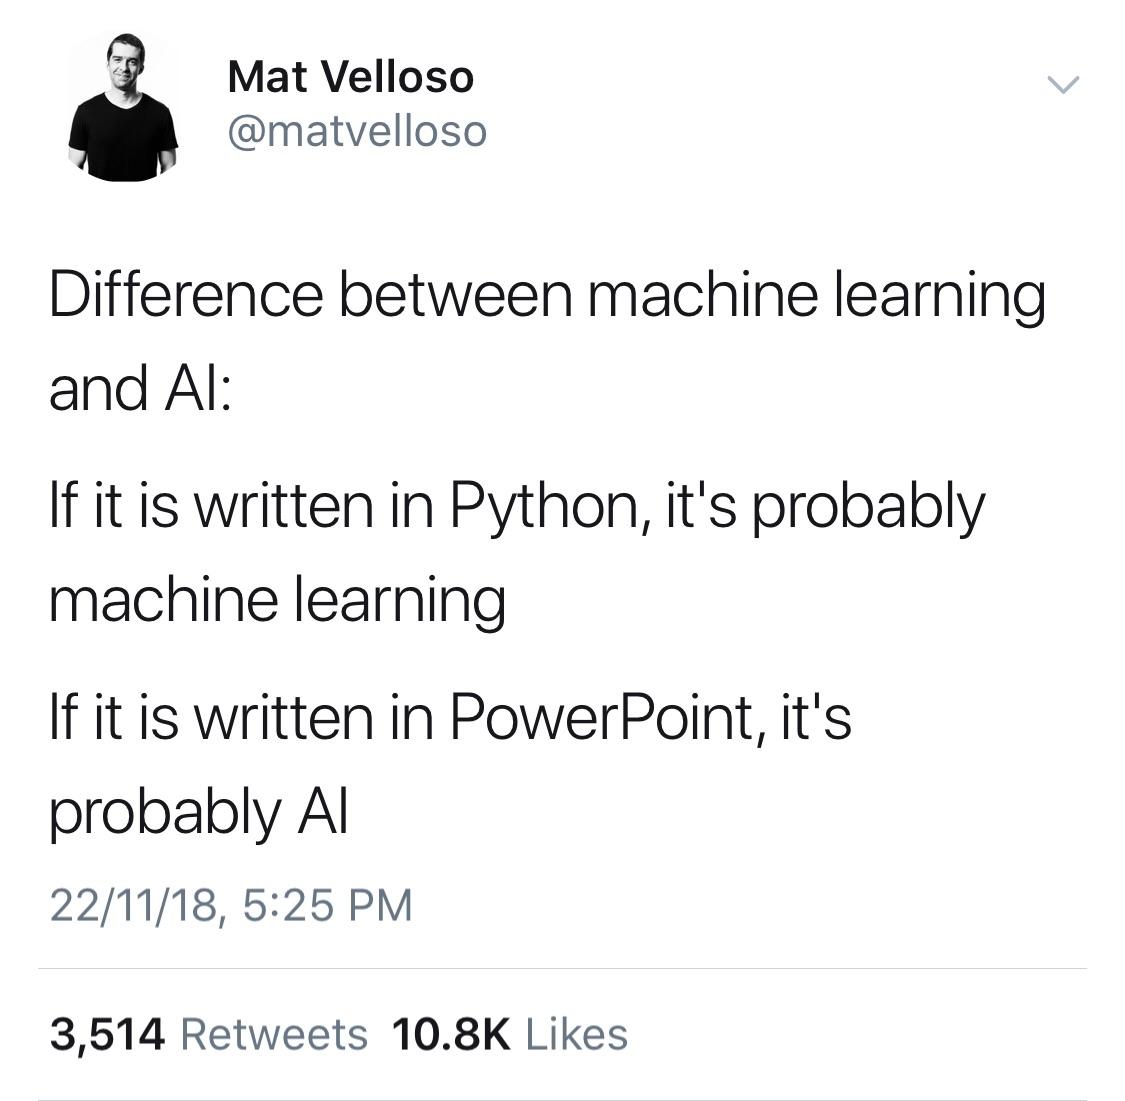 Mat Velloso
@matvelloso
Difference between machine learning
and AI:
If it is written in Python, it's probably
machine learning
If it is written in PowerPoint, it's
probably AI
22/11/18, 5:25 PM
3,514 Retweets 10.8K Likes